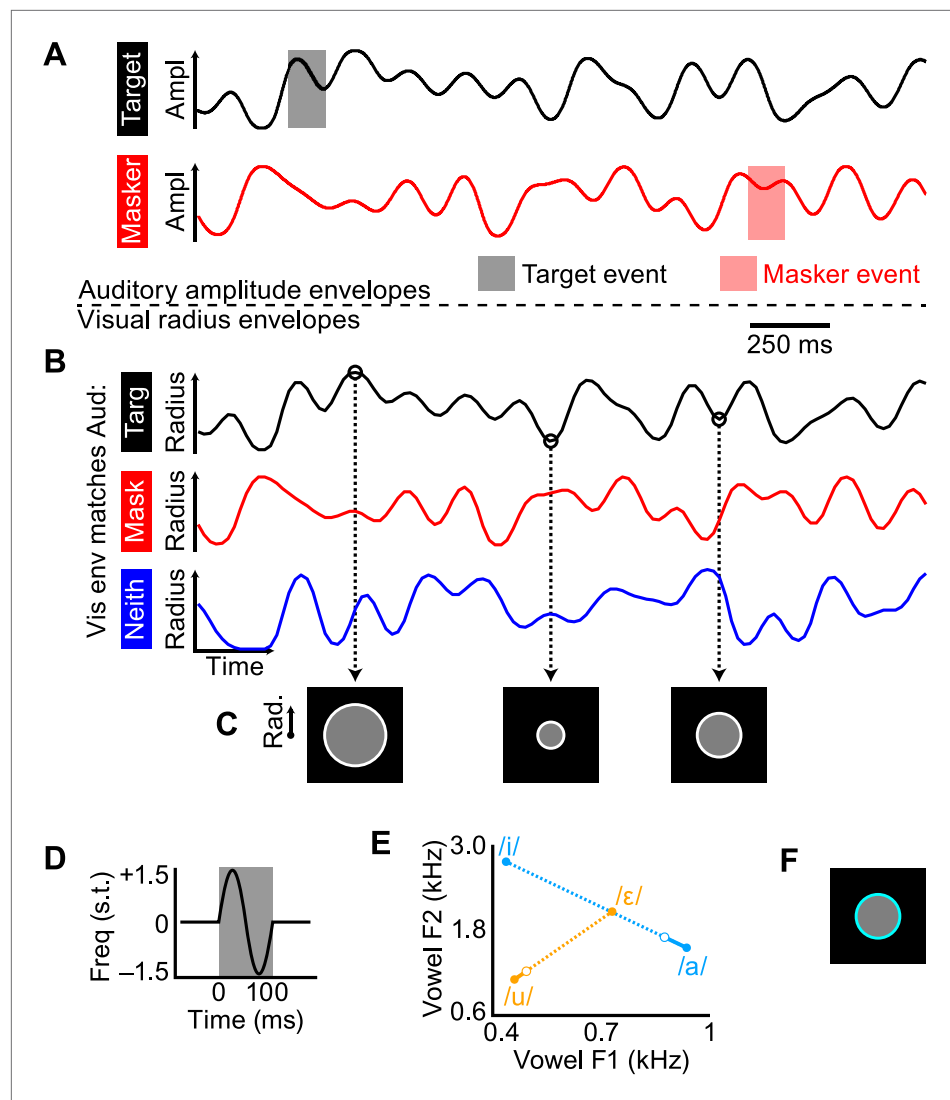 A
Target
Ampl
Masker
Ampl
Target event
Masker event
Auditory amplitude envelopes
Visual radius envelopes
250 ms
B
Vis env matches Aud:
Targ
Radius
Mask
Radius
Neith
Radius
Time
C
Rad.
D
Freq (s.t.)
+1.5
0
−1.5
0 100
Time (ms)
E
Vowel F2 (kHz)
3.0
1.8
0.6
/i/
/ɛ/
/a/
/u/
0.4 0.7 1
Vowel F1 (kHz)
F